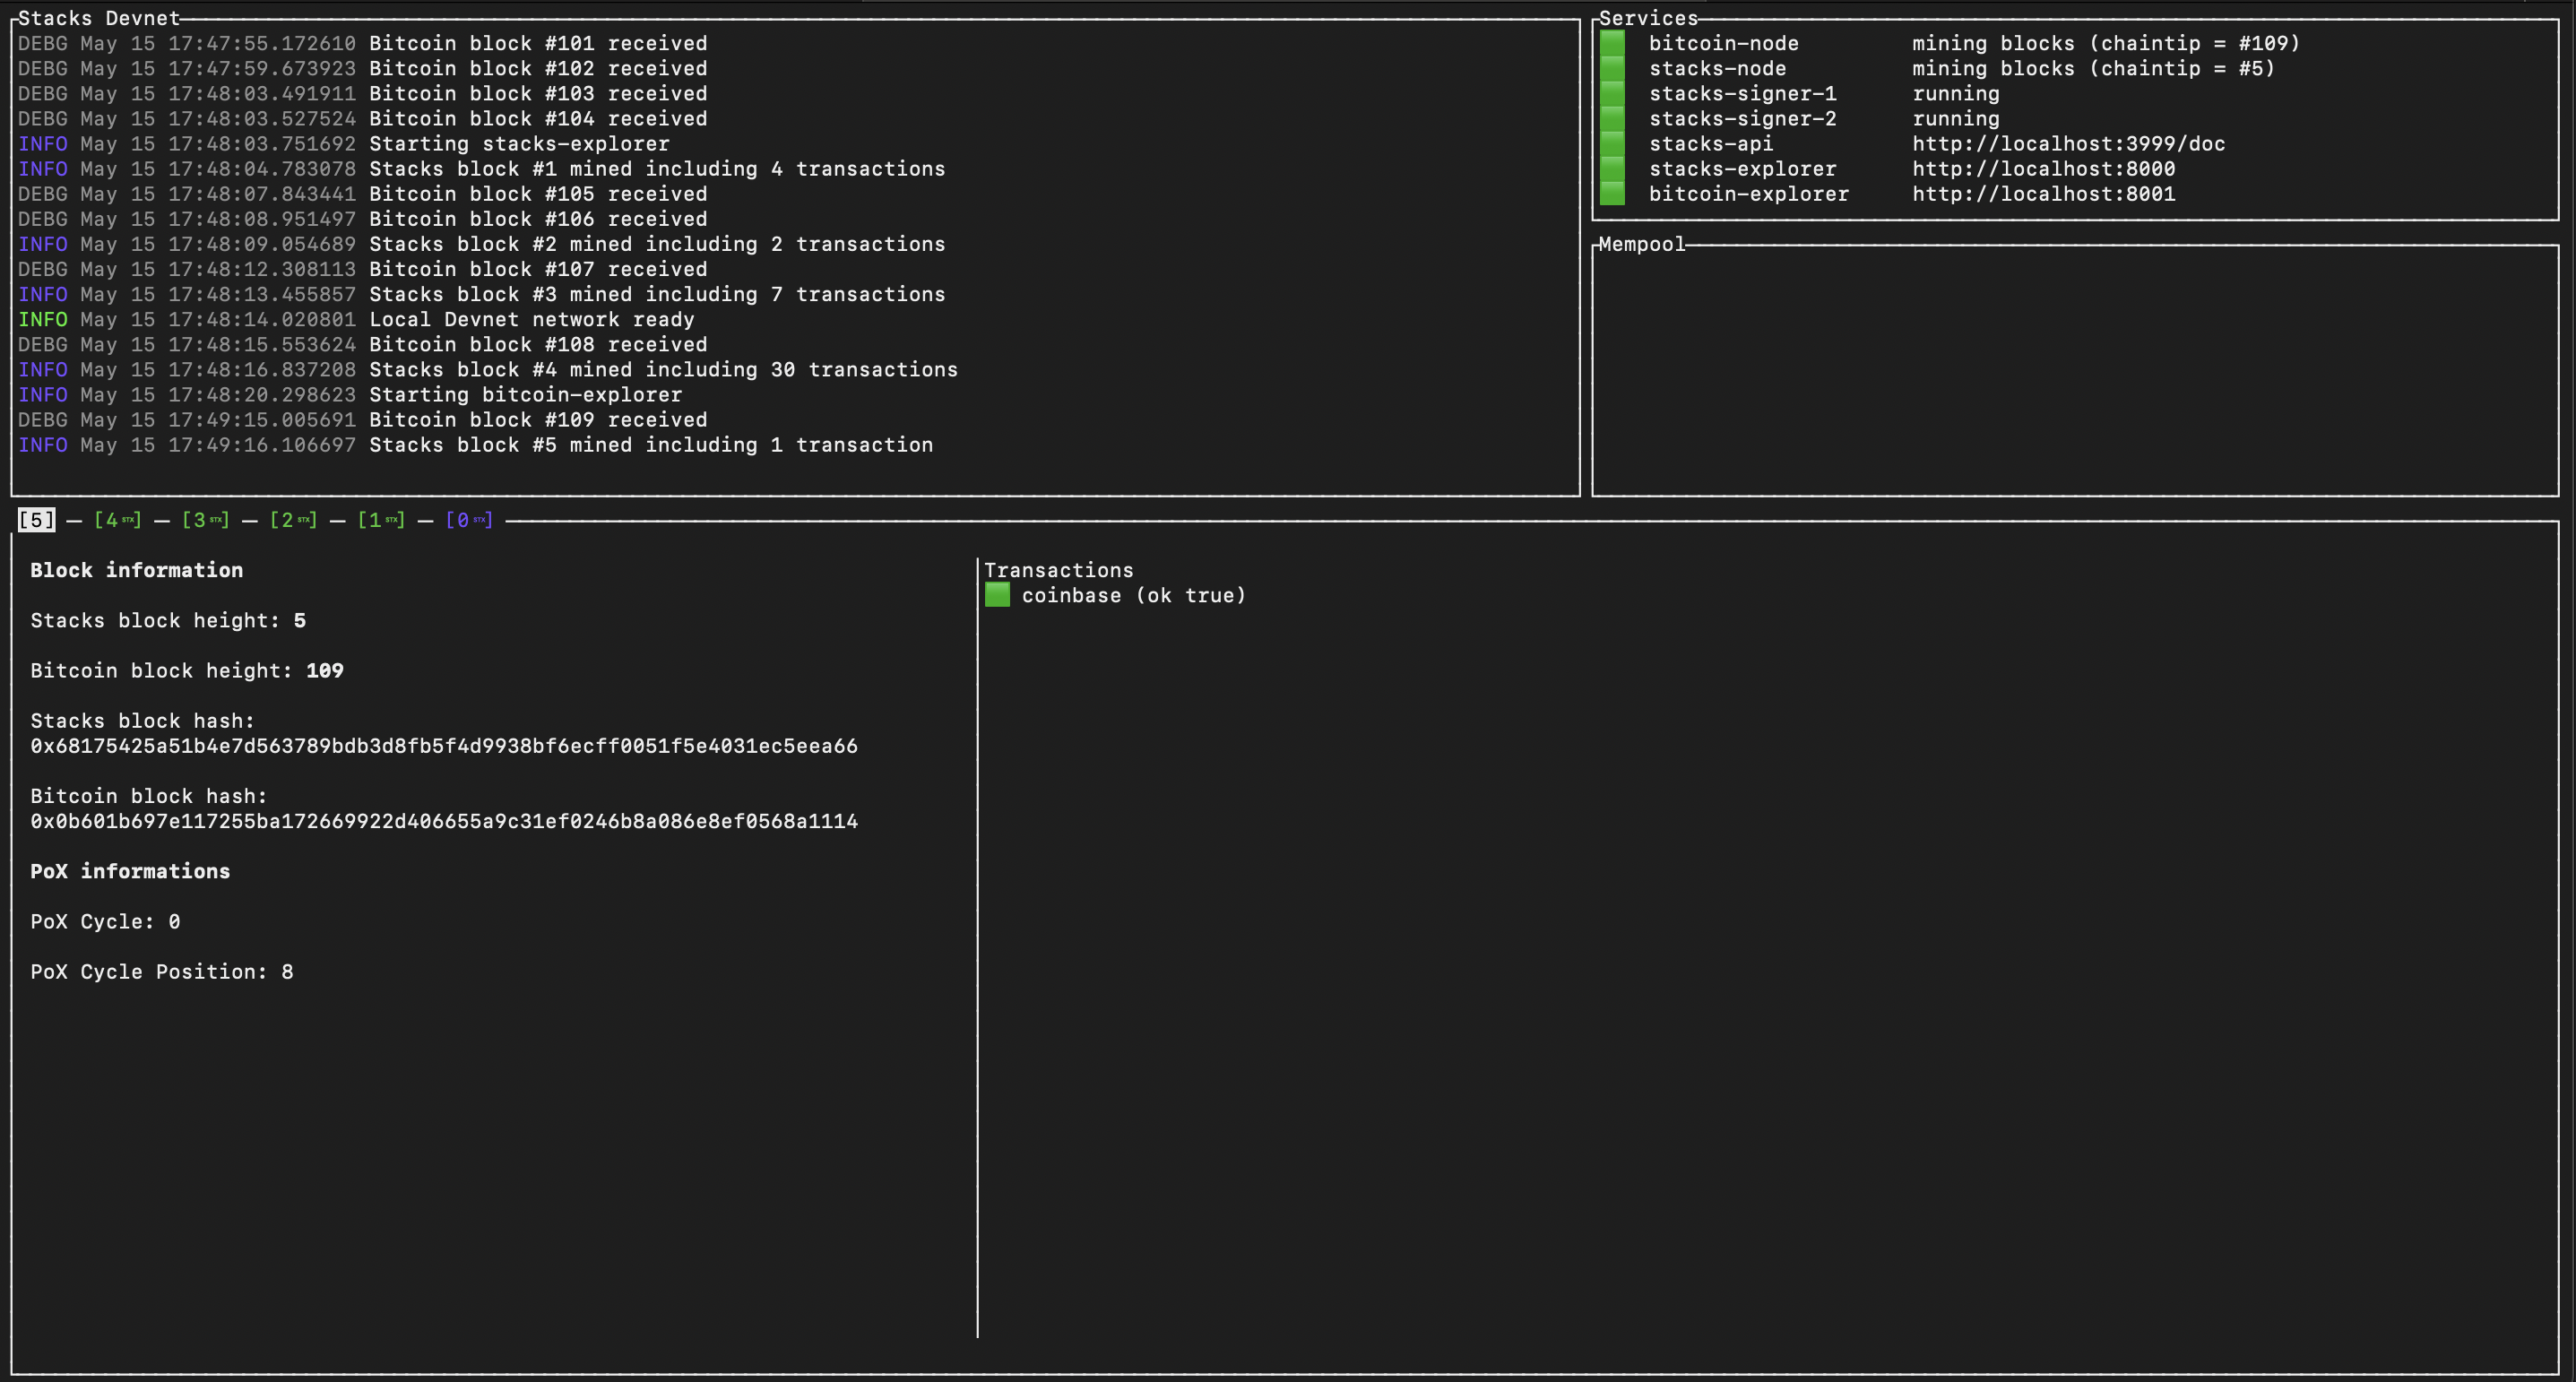 Stacks Devnet
DEBG May 15 17:47:55.172610 Bitcoin block #101 received
DEBG May 15 17:47:59.673923 Bitcoin block #102 received
DEBG May 15 17:48:03.491911 Bitcoin block #103 received
DEBG May 15 17:48:03.527524 Bitcoin block #104 received
INFO May 15 17:48:03.751692 Starting stacks-explorer
INFO May 15 17:48:04.783078 Stacks block #1 mined including 4 transactions
DEBG May 15 17:48:07.843441 Bitcoin block #105 received
DEBG May 15 17:48:08.951497 Bitcoin block #106 received
INFO May 15 17:48:09.054689 Stacks block #2 mined including 2 transactions
DEBG May 15 17:48:12.308113 Bitcoin block #107 received
INFO May 15 17:48:13.455857 Stacks block #3 mined including 7 transactions
INFO May 15 17:48:14.020801 Local Devnet network ready
DEBG May 15 17:48:15.553624 Bitcoin block #108 received
INFO May 15 17:48:16.837208 Stacks block #4 mined including 30 transactions
INFO May 15 17:48:20.298623 Starting bitcoin-explorer
DEBG May 15 17:49:15.005691 Bitcoin block #109 received
INFO May 15 17:49:16.106697 Stacks block #5 mined including 1 transaction
Services
bitcoin-node mining blocks (chaintip = #109)
stacks-node mining blocks (chaintip = #5)
stacks-signer-1 running
stacks-signer-2 running
stacks-api http://localhost:3999/doc
stacks-explorer http://localhost:8000
bitcoin-explorer http://localhost:8001
Mempool
[5] — [4 STX] — [3 STX] — [2 STX] — [1 STX] — [0 STX]
Block information
Stacks block height: 5
Bitcoin block height: 109
Stacks block hash:
0x68175425a51b4e7d563789bdb3d8fb5f4d9938bf6ecff0051f5e4031ec5eea66
Bitcoin block hash:
0x0b601b697e117255ba172669922d406655a9c31ef0246b8a086e8ef0568a1114
PoX informations
PoX Cycle: 0
PoX Cycle Position: 8
Transactions
coinbase (ok true)